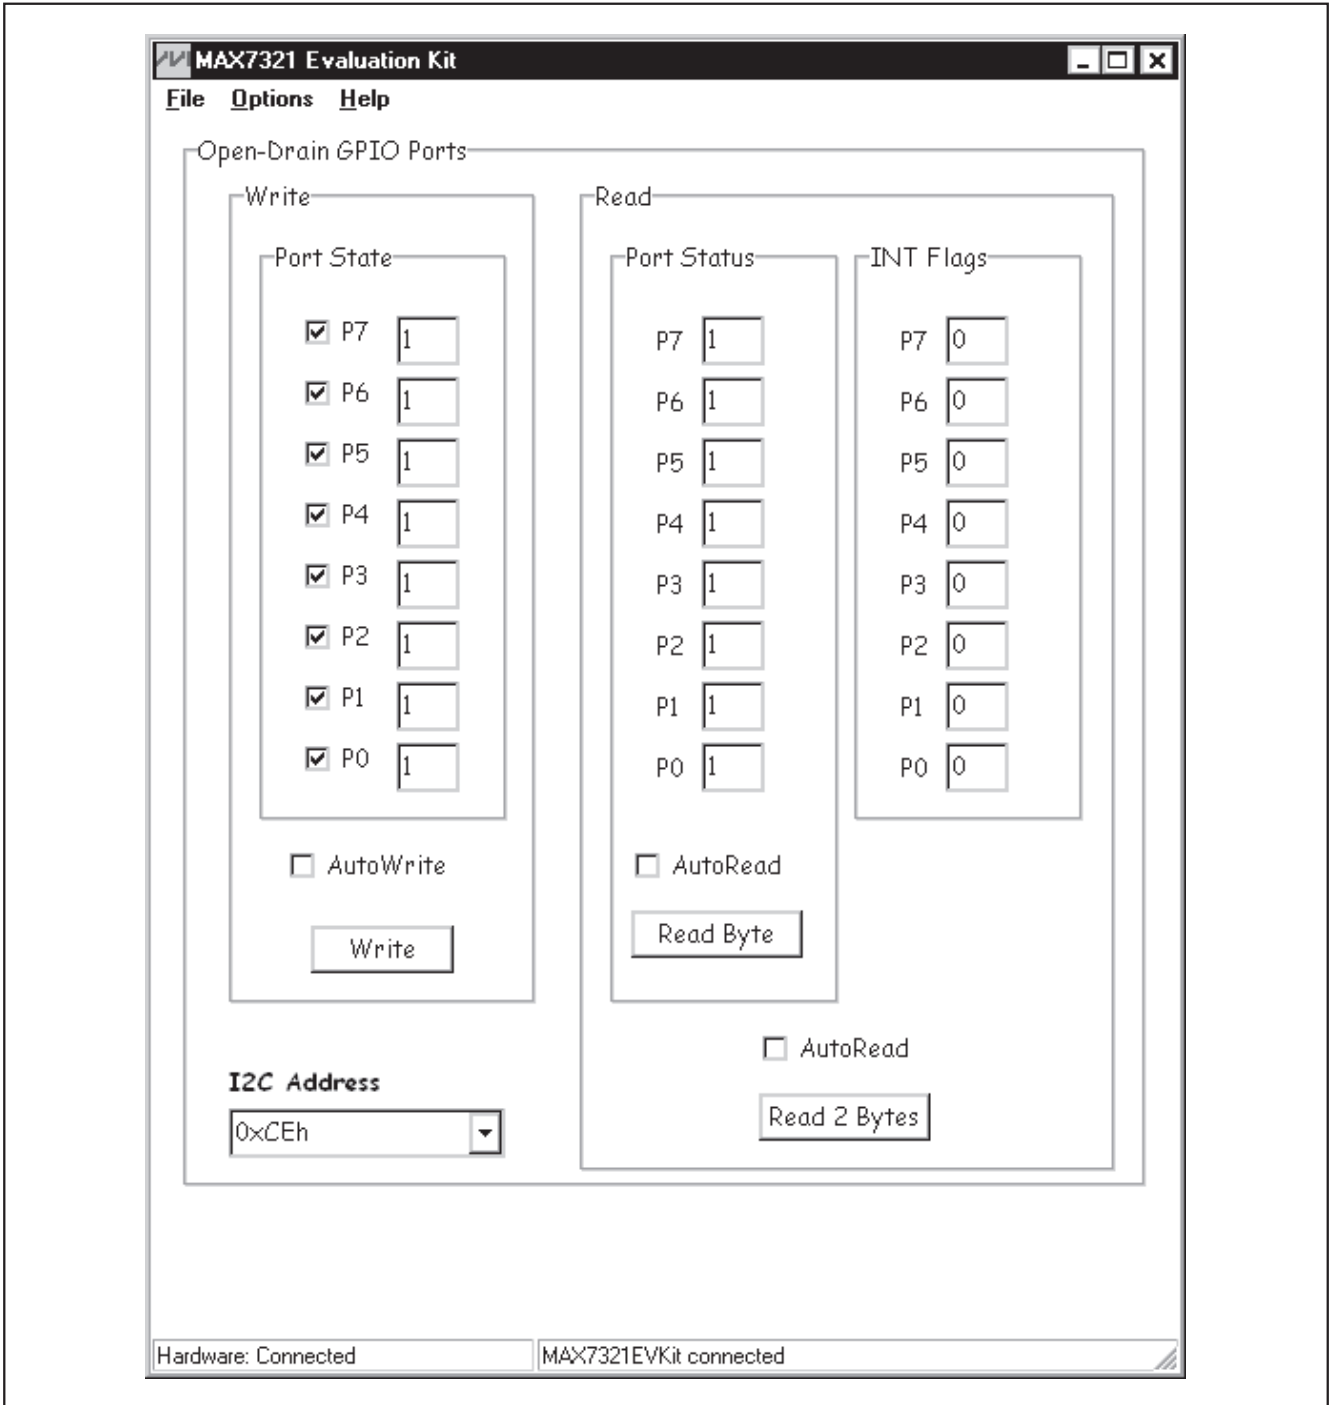 MAX7321 Evaluation Kit
File Options Help
Open-Drain GPIO Ports
Write
Read
Port State
Port Status
INT Flags
P7 1 P7 1 P7 0
P6 1 P6 1 P6 0
P5 1 P5 1 P5 0
P4 1 P4 1 P4 0
P3 1 P3 1 P3 0
P2 1 P2 1 P2 0
P1 1 P1 1 P1 0
P0 1 P0 1 P0 0
AutoWrite
AutoRead
Write
Read Byte
AutoRead
I2C Address
0xCEh
Read 2 Bytes
Hardware: Connected
MAX7321EVKit connected